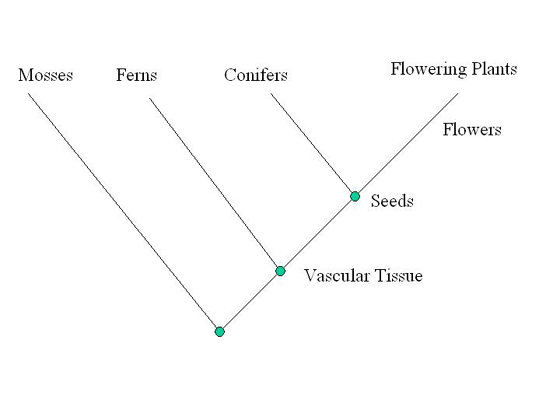 Mosses
Ferns
Conifers
Flowering Plants
Flowers
Seeds
Vascular Tissue